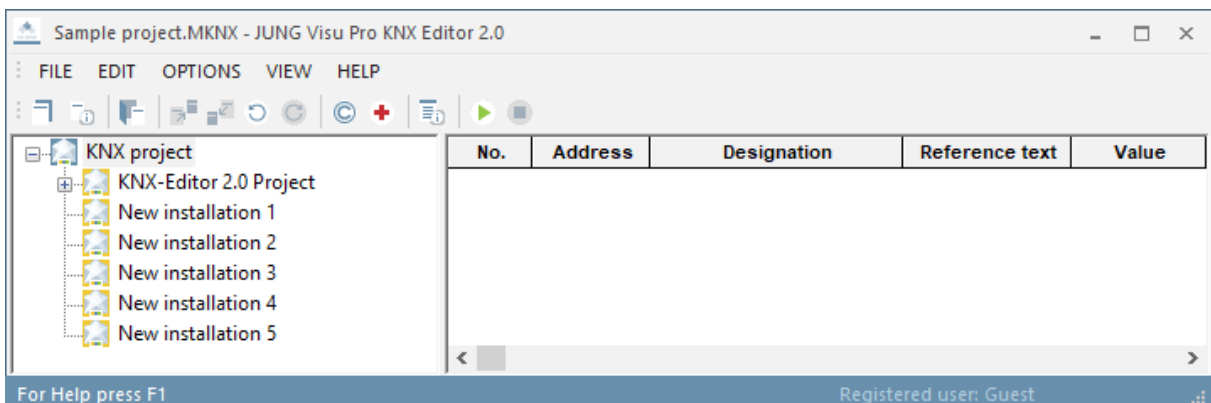 Sample project.MKNX - JUNG Visu Pro KNX Editor 2.0
FILE EDIT OPTIONS VIEW HELP
KNX project
KNX-Editor 2.0 Project
New installation 1
New installation 2
New installation 3
New installation 4
New installation 5
No. Address Designation Reference text Value
For Help press F1 Registered user: Guest